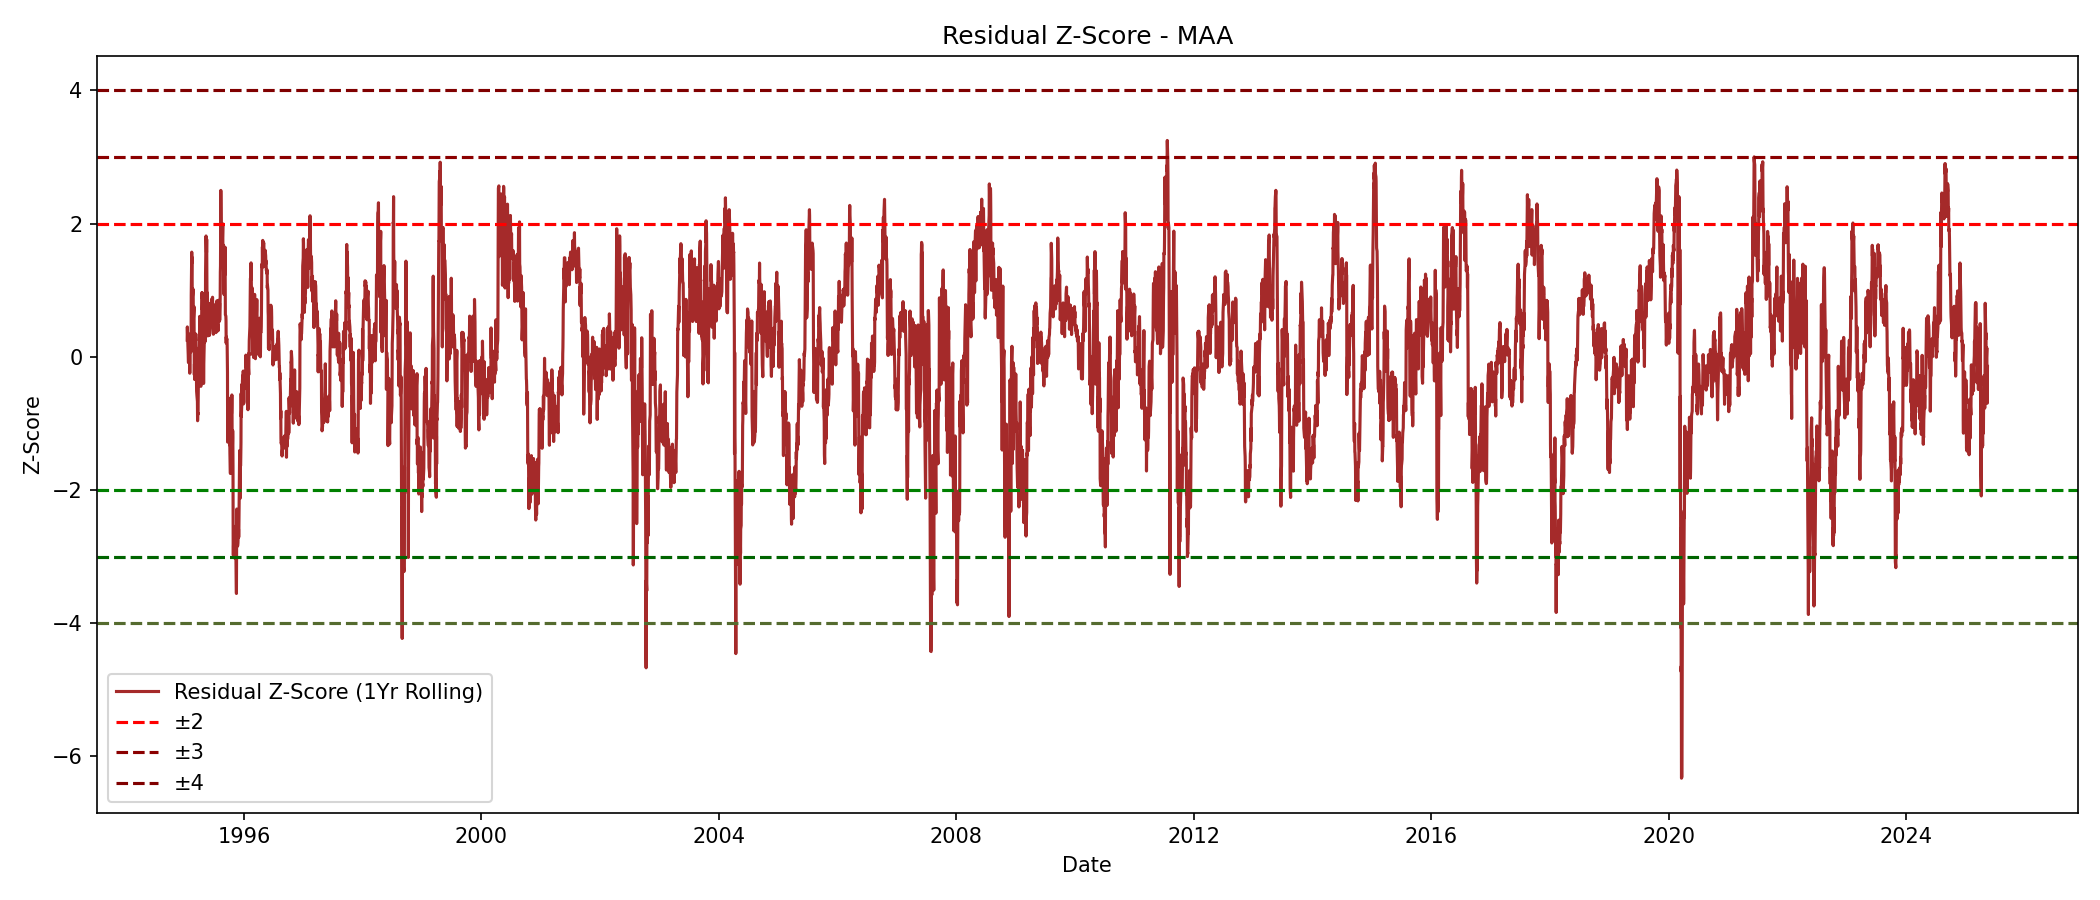 Residual Z-Score - MAA
4
2
0
−2
−4
−6
Z-Score
Residual Z-Score (1Yr Rolling)
±2
±3
±4
1996 2000 2004 2008 2012 2016 2020 2024
Date